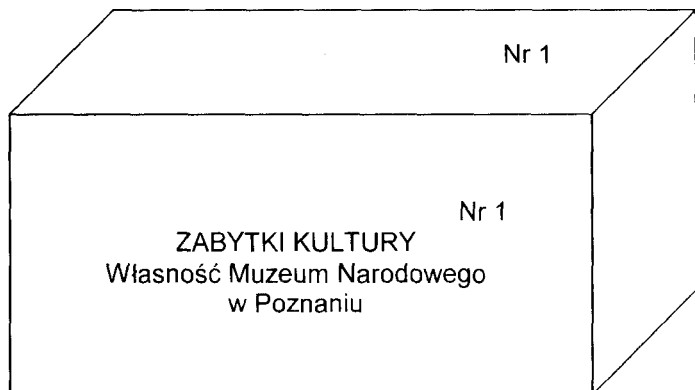 Nr 1
Nr 1
ZABYTKI KULTURY
Własność Muzeum Narodowego
w Poznaniu